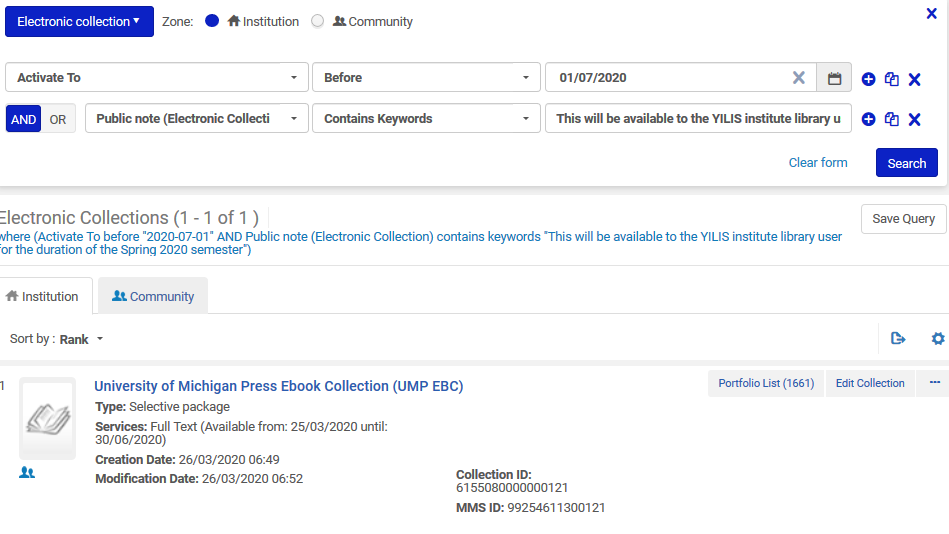 Electronic collection Zone: Institution Community
Activate To Before 01/07/2020
AND OR Public note (Electronic Collecti Contains Keywords This will be available to the YILIS institute library u
Clear form Search
Electronic Collections (1 - 1 of 1 ) Save Query
where (Activate To before "2020-07-01" AND Public note (Electronic Collection) contains keywords "This will be available to the YILIS institute library user
for the duration of the Spring 2020 semester")
Institution Community
Sort by : Rank
1 University of Michigan Press Ebook Collection (UMP EBC) Portfolio List (1661) Edit Collection ...
Type: Selective package
Services: Full Text (Available from: 25/03/2020 until:
30/06/2020)
Creation Date: 26/03/2020 06:49
Modification Date: 26/03/2020 06:52
Collection ID:
6155080000000121
MMS ID: 99254611300121